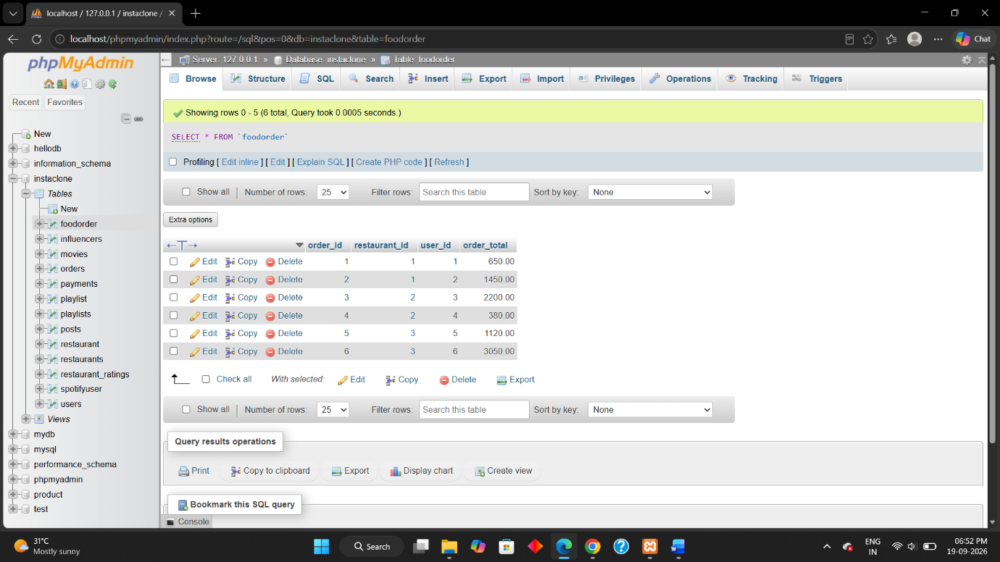 localhost / 127.0.0.1 / instaclone /
localhost/phpmyadmin/index.php?route=/sql&pos=0&db=instaclone&table=foodorder
Chat
phpMyAdmin
Recent Favorites
New
hellodb
information_schema
instaclone
Tables
New
foodorder
influencers
movies
orders
payments
playlist
playlists
posts
restaurant
restaurants
restaurant_ratings
spotifyuser
users
Views
mydb
mysql
performance_schema
phpmyadmin
product
test
Server: 127.0.0.1 » Database: instaclone » Table: foodorder
Browse Structure SQL Search Insert Export Import Privileges Operations Tracking Triggers
Showing rows 0 - 5 (6 total, Query took 0.0005 seconds.)
SELECT * FROM `foodorder`
Profiling [ Edit inline ] [ Edit ] [ Explain SQL ] [ Create PHP code ] [ Refresh ]
Show all Number of rows: 25 Filter rows: Search this table Sort by key: None
Extra options
←T→ order_id restaurant_id user_id order_total
Edit Copy Delete 1 1 1 650.00
Edit Copy Delete 2 1 2 1450.00
Edit Copy Delete 3 2 3 2200.00
Edit Copy Delete 4 2 4 380.00
Edit Copy Delete 5 3 5 1120.00
Edit Copy Delete 6 3 6 3050.00
Check all With selected: Edit Copy Delete Export
Show all Number of rows: 25 Filter rows: Search this table Sort by key: None
Query results operations
Print Copy to clipboard Export Display chart Create view
Bookmark this SQL query
Console
31°C
Mostly sunny
Search
ENG
IN
06:52 PM
19-09-2026